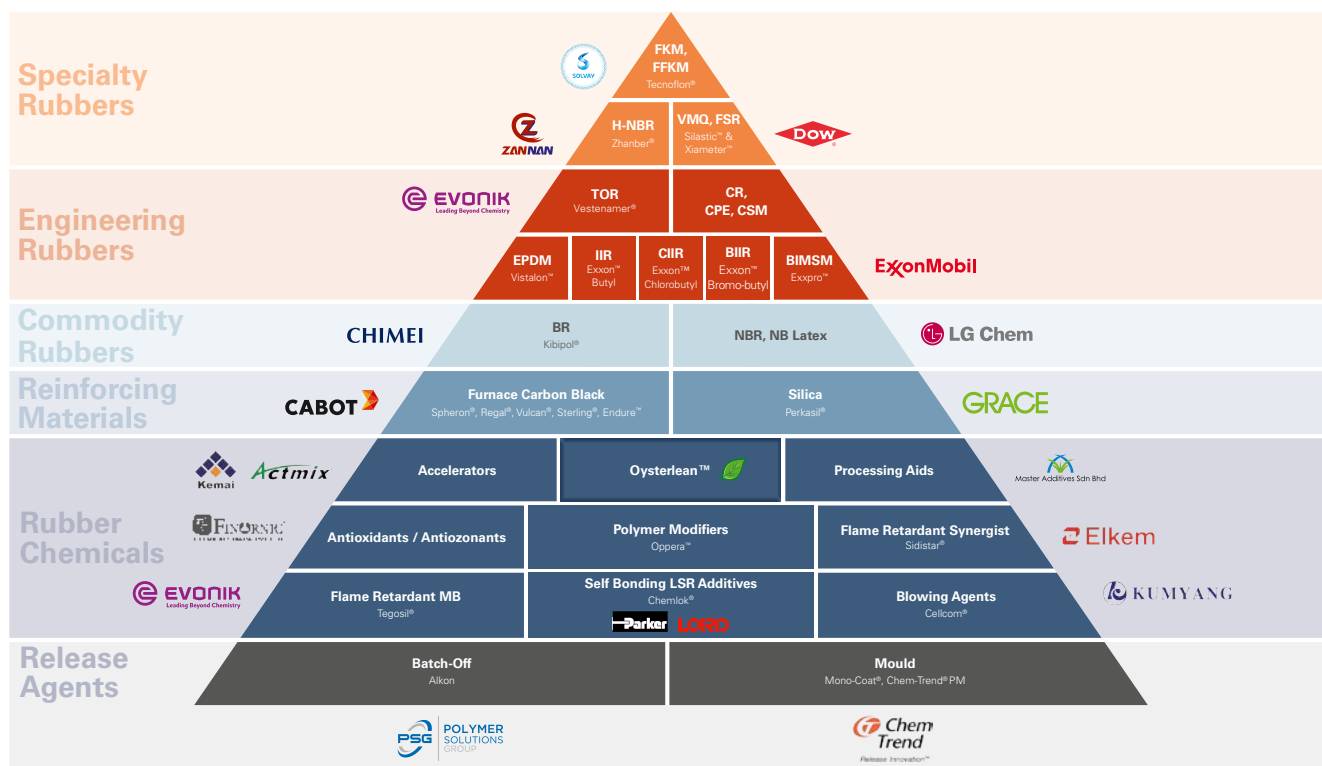 Specialty
Rubbers
SOLVAY
FKM,
FFKM
Tecnoflon®
ZANNAN
H-NBR
Zhanber®
VMQ, FSR
Silastic™ &
Xiameter™
Dow
Engineering
Rubbers
EVONIK
Leading Beyond Chemistry
TOR
Vestenamer®
CR,
CPE, CSM
EPDM
Vistalon™
IIR
Exxon™
Butyl
CIIR
Exxon™
Chlorobutyl
BIIR
Exxon™
Bromo-butyl
BIMSM
Exxpro™
ExxonMobil
Commodity
Rubbers
CHIMEI
BR
Kibipol®
NBR, NB Latex
LG Chem
Reinforcing
Materials
CABOT
Furnace Carbon Black
Spheron®, Regal®, Vulcan®, Sterling®, Endure™
Silica
Perkasil®
GRACE
Rubber
Chemicals
Kemai
Actmix
Accelerators
Oysterlean™
Processing Aids
Master Additives Sdn Bhd
Antioxidants / Antiozonants
Polymer Modifiers
Oppera™
Flame Retardant Synergist
Sidistar®
Elkem
EVONIK
Leading Beyond Chemistry
Flame Retardant MB
Tegosil®
Self Bonding LSR Additives
Chemlok®
Parker LORD
Blowing Agents
Cellcom®
KUMYANG
Release
Agents
Batch-Off
Alkon
Mould
Mono-Coat®, Chem-Trend® PM
PSG
POLYMER
SOLUTIONS
GROUP
Chem
Trend
Release Innovation™